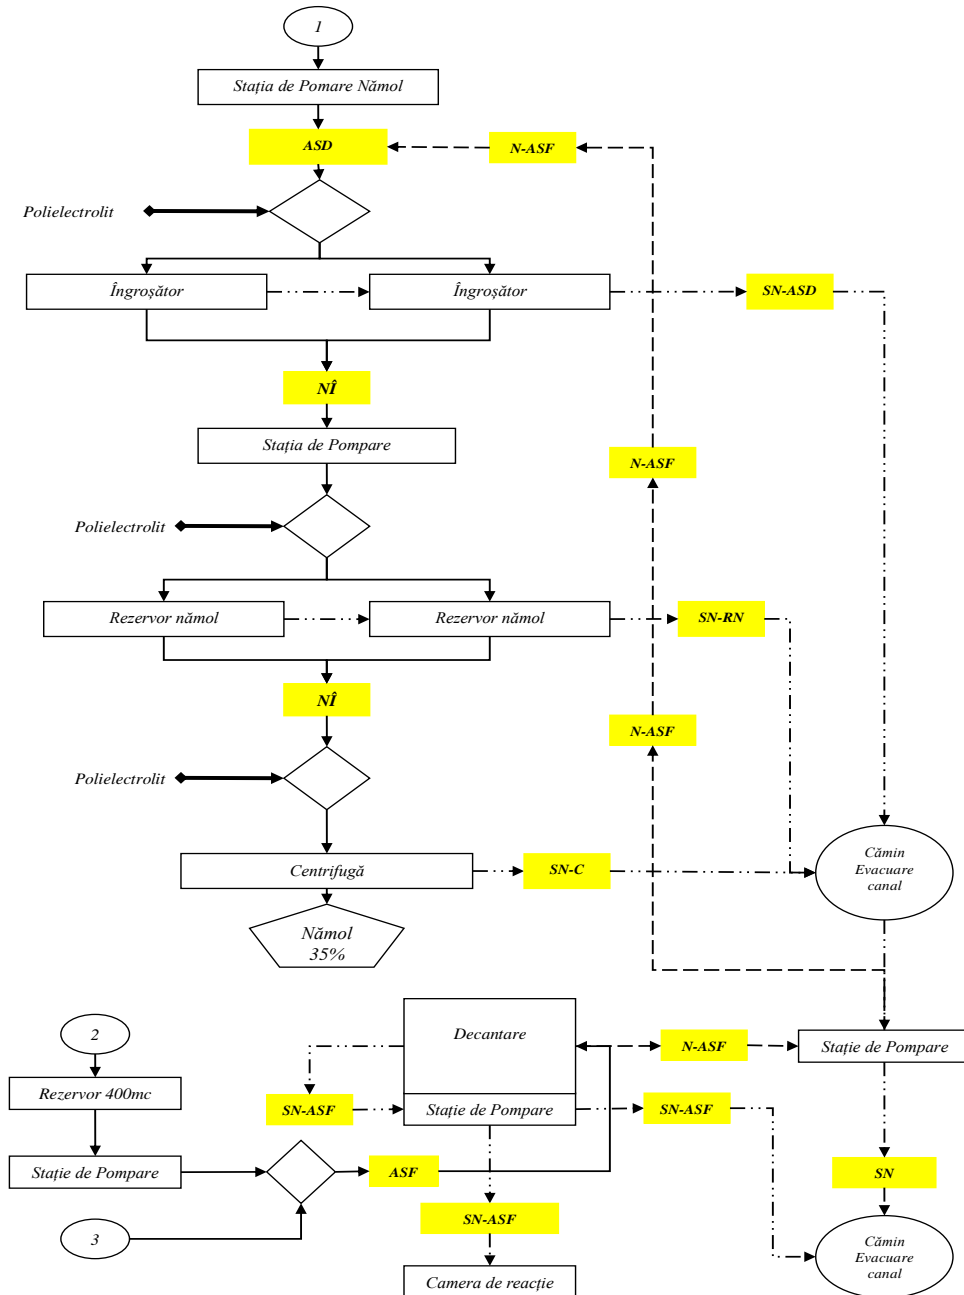 1
Stația de Pomare Nămol
ASD
N-ASF
Polielectrolit
Îngroșător
Îngroșător
SN-ASD
NÎ
Stația de Pompare
N-ASF
Polielectrolit
Rezervor nămol
Rezervor nămol
SN-RN
NÎ
N-ASF
Polielectrolit
Centrifugă
SN-C
Cămin
Evacuare
canal
Nămol
35%
2
Decantare
N-ASF
Stație de Pompare
Rezervor 400mc
SN-ASF
Stație de Pompare
SN-ASF
Stație de Pompare
ASF
SN
SN-ASF
3
Cămin
Evacuare
canal
Camera de reacție